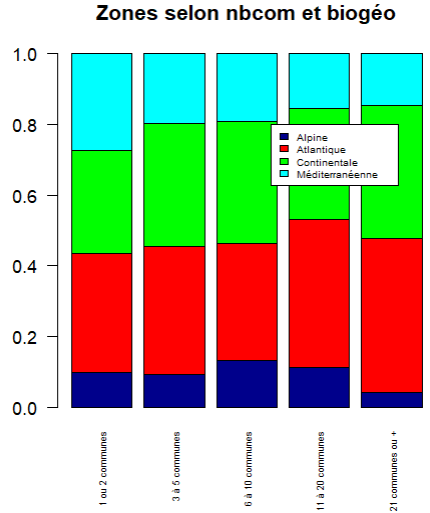 Zones selon nbcom et biogéo
1.0
0.8
0.6
0.4
0.2
0.0
Alpine
Atlantique
Continentale
Méditerranéenne
1 ou 2 communes
3 à 5 communes
6 à 10 communes
11 à 20 communes
21 communes ou +